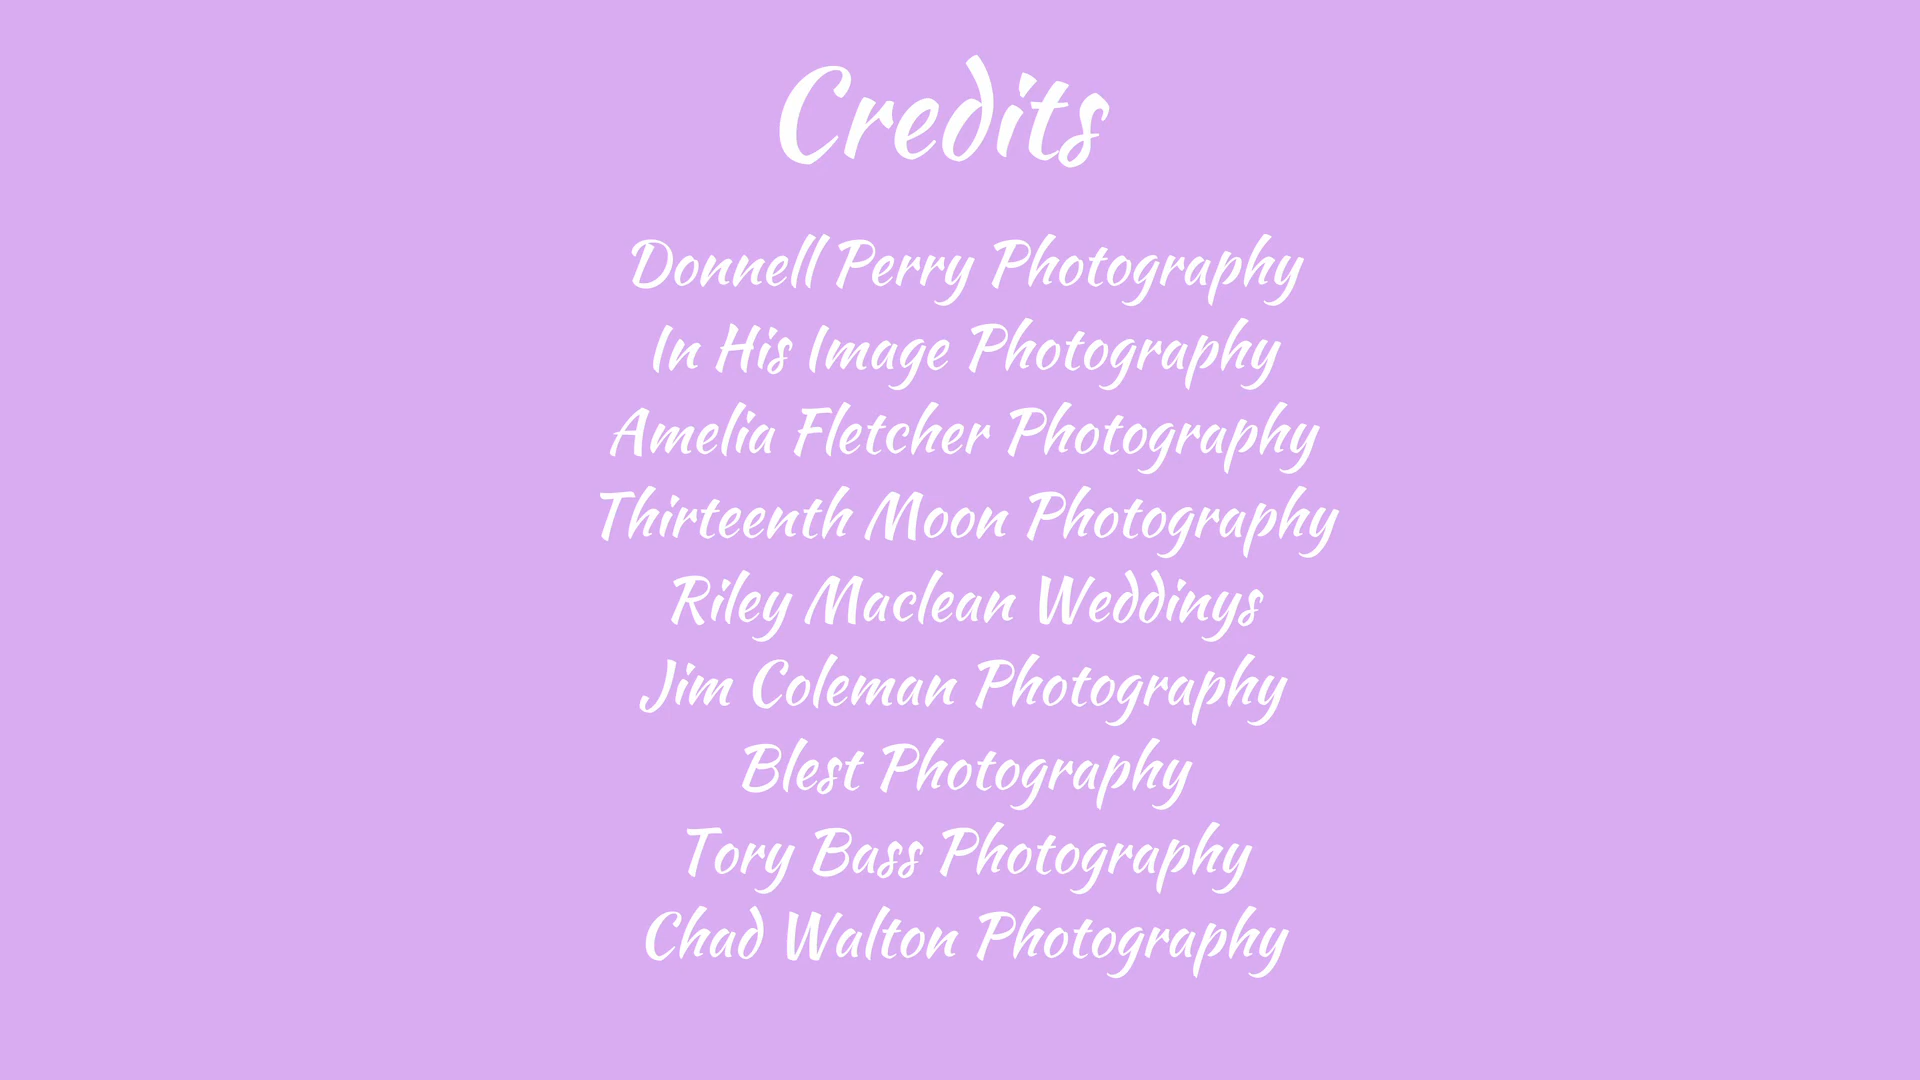 Credits
Donnell Perry Photography
In His Image Photography
Amelia Fletcher Photography
Thirteenth Moon Photography
Riley Maclean Weddinys
Jim Coleman Photography
Blest Photography
Tory Bass Photography
Chad Walton Photography